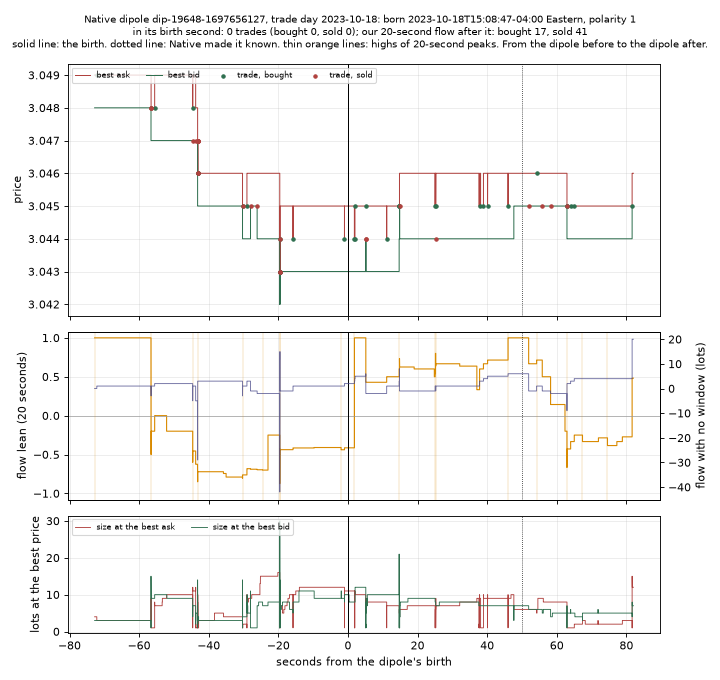 Native dipole dip-19648-1697656127, trade day 2023-10-18: born 2023-10-18T15:08:47-04:00 Eastern, polarity 1
in its birth second: 0 trades (bought 0, sold 0); our 20-second flow after it: bought 17, sold 41
solid line: the birth. dotted line: Native made it known. thin orange lines: highs of 20-second peaks. From the dipole before to the dipole after.
best ask best bid trade, bought trade, sold
3.049
3.048
3.047
3.046
3.045
3.044
3.043
3.042
price
1.0
0.5
0.0
−0.5
−1.0
flow lean (20 seconds)
20
10
0
−10
−20
−30
−40
flow with no window (lots)
size at the best ask size at the best bid
30
20
10
0
lots at the best price
−80 −60 −40 −20 0 20 40 60 80
seconds from the dipole's birth